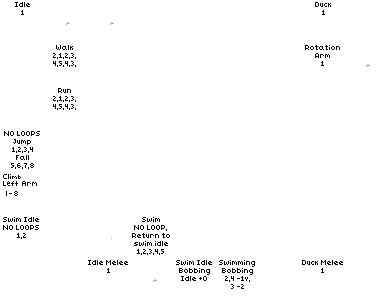 Idle
1
Duck
1
Walk
2,1,2,3,
4,5,4,3,
Rotation
Arm
1
Run
2,1,2,3,
4,5,4,3,
NO LOOPS
Jump
1,2,3,4
Fall
5,6,7,8
Climb
Left Arm
1-8
Swim Idle
NO LOOPS
1,2
Swim
NO LOOP,
Return to
swim idle
1,2,3,4,5
Idle Melee
1
Swim Idle
Bobbing
Idle +0
Swimming
Bobbing
2,4 -1v,
3 -2
Duck Melee
1